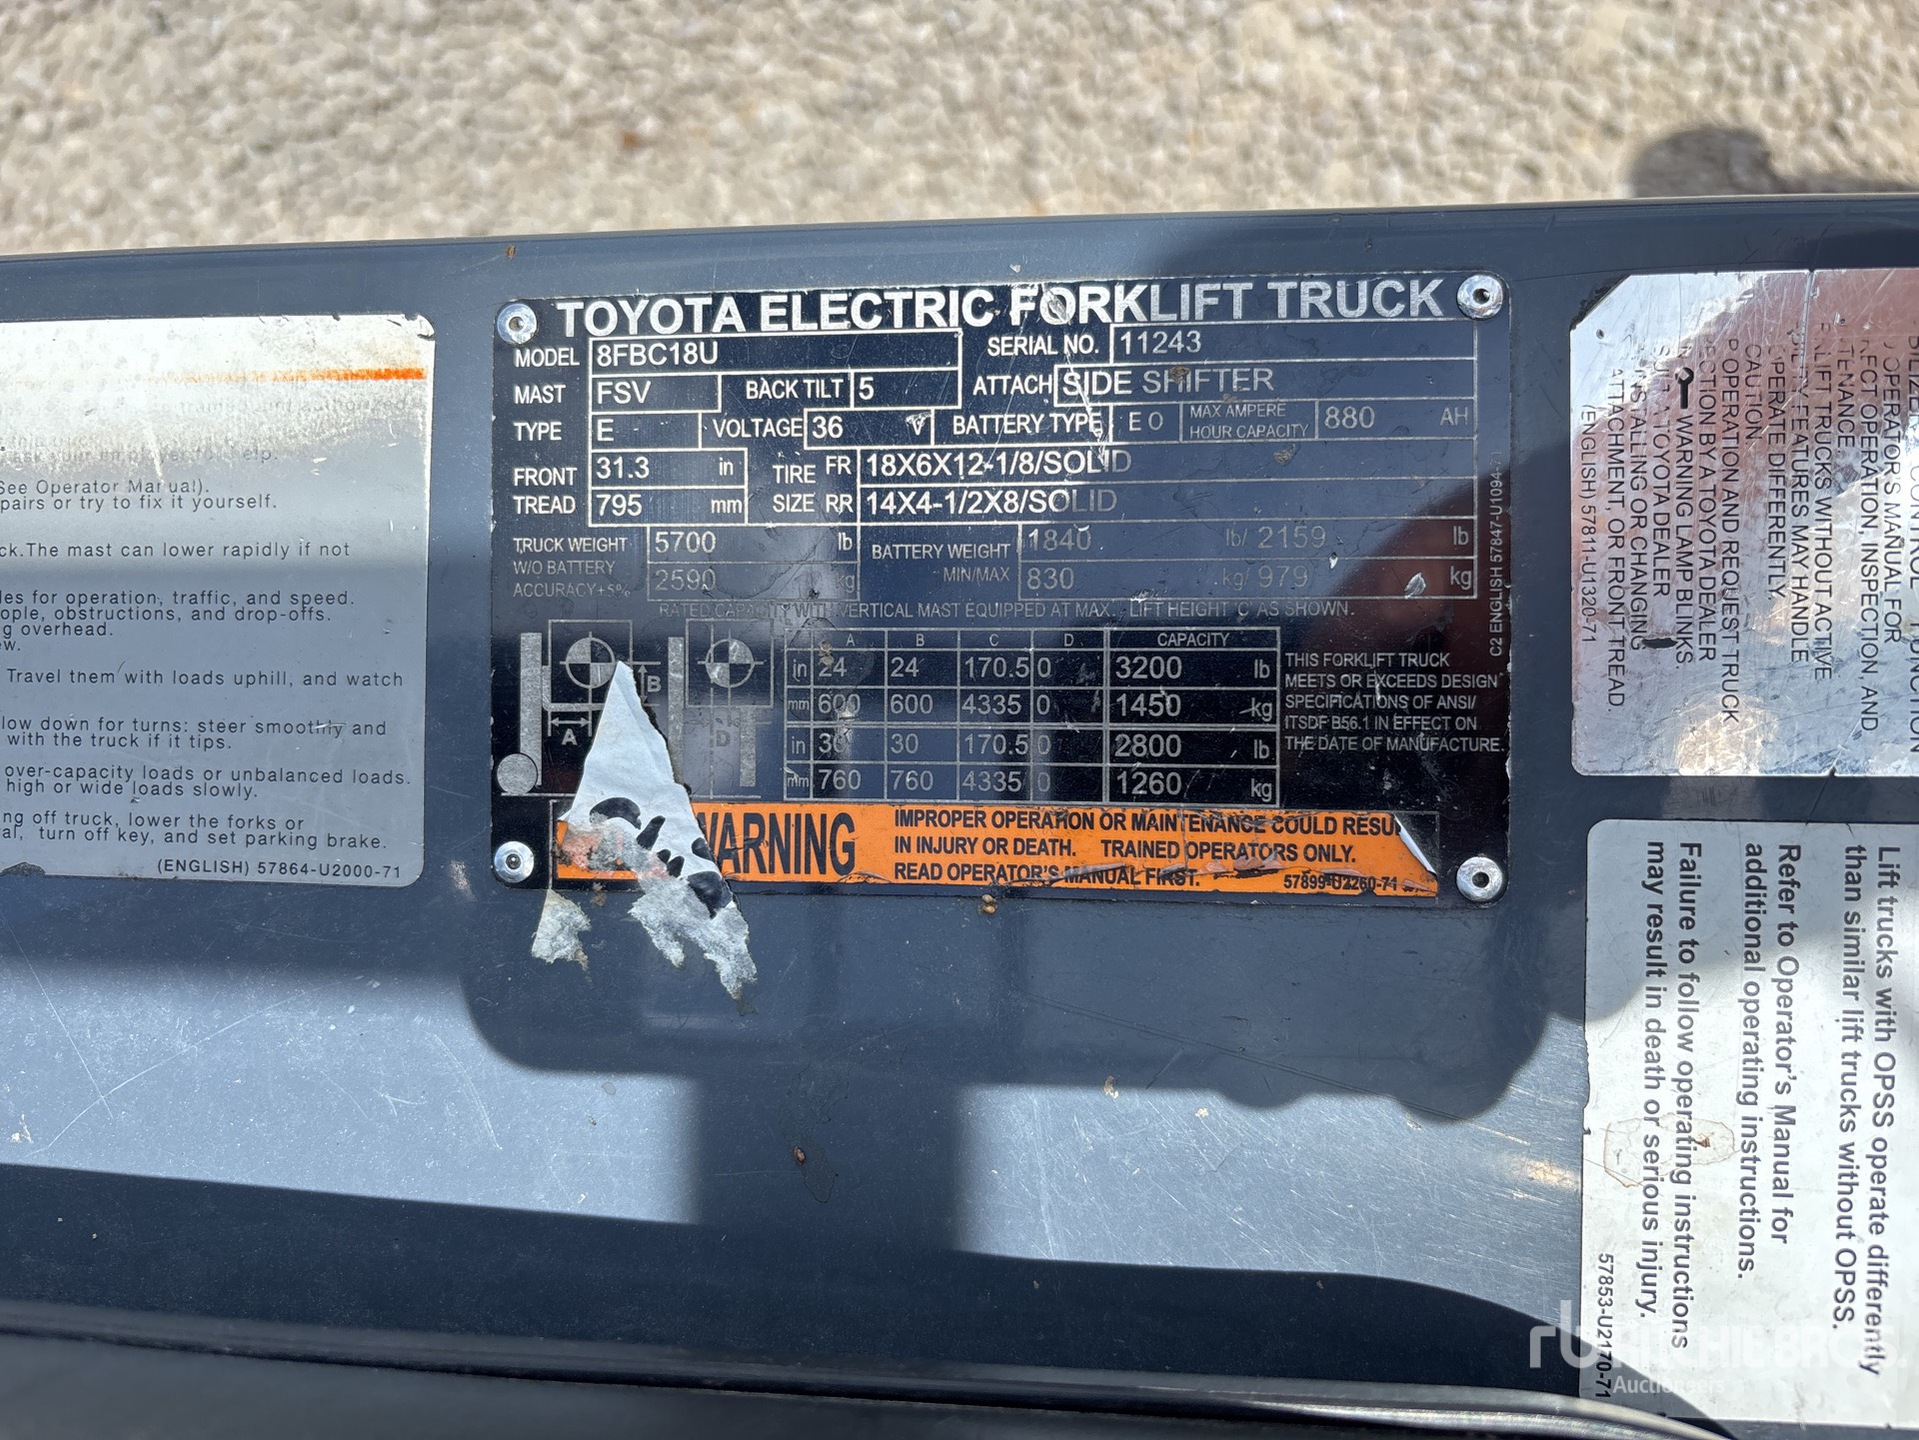 See Operator Manual).
pairs or try to fix it yourself.
ck.The mast can lower rapidly if not
les for operation, traffic, and speed.
ople, obstructions, and drop-offs.
g overhead.
w.
Travel them with loads uphill, and watch
low down for turns: steer smoothly and
with the truck if it tips.
over-capacity loads or unbalanced loads.
high or wide loads slowly.
ng off truck, lower the forks or
al, turn off key, and set parking brake.
(ENGLISH) 57864-U2000-71
TOYOTA ELECTRIC FORKLIFT TRUCK
MODEL 8FBC18U SERIAL NO. 11243
MAST FSV BACK TILT 5 ATTACH SIDE SHIFTER
TYPE E VOLTAGE 36 V BATTERY TYPE E O MAX AMPERE HOUR CAPACITY 880 AH
FRONT TREAD 31.3 in 795 mm
TIRE SIZE FR 18X6X12-1/8/SOLID
RR 14X4-1/2X8/SOLID
TRUCK WEIGHT W/O BATTERY ACCURACY±5% 5700 lb 2590 kg
BATTERY WEIGHT MIN/MAX 1840 lb/ 2159 lb
830 kg/ 979 kg
RATED CAPACITY WITH VERTICAL MAST EQUIPPED AT MAX. LIFT HEIGHT 'C' AS SHOWN.
A B D
A B C D CAPACITY
in 24 24 170.5 0 3200 lb
mm 600 600 4335 0 1450 kg
in 30 30 170.5 0 2800 lb
mm 760 760 4335 0 1260 kg
THIS FORKLIFT TRUCK
MEETS OR EXCEEDS DESIGN
SPECIFICATIONS OF ANSI/
ITSDF B56.1 IN EFFECT ON
THE DATE OF MANUFACTURE.
C2 ENGLISH 57847-U1094-71
WARNING
IMPROPER OPERATION OR MAINTENANCE COULD RESU
IN INJURY OR DEATH. TRAINED OPERATORS ONLY.
READ OPERATOR'S MANUAL FIRST.
57899-U2260-71
OPERATOR'S MANUAL FOR
OPERATION, INSPECTION, AND
LIFT TRUCKS WITHOUT ACTIVE
FEATURES MAY HANDLE
OPERATE DIFFERENTLY.
CAUTION:
OPERATION AND REQUEST TRUCK
BY A TOYOTA DEALER
WARNING LAMP BLINKS.
TOYOTA DEALER
INSTALLING OR CHANGING
ATTACHMENT, OR FRONT TREAD.
(ENGLISH) 57811-U1320-71
Lift trucks with OPSS operate differently
than similar lift trucks without OPSS.
Refer to Operator's Manual for
additional operating instructions.
Failure to follow operating instructions
may result in death or serious injury.
57853-U2170-71
rb RITCHIE BROS.
Auctioneers